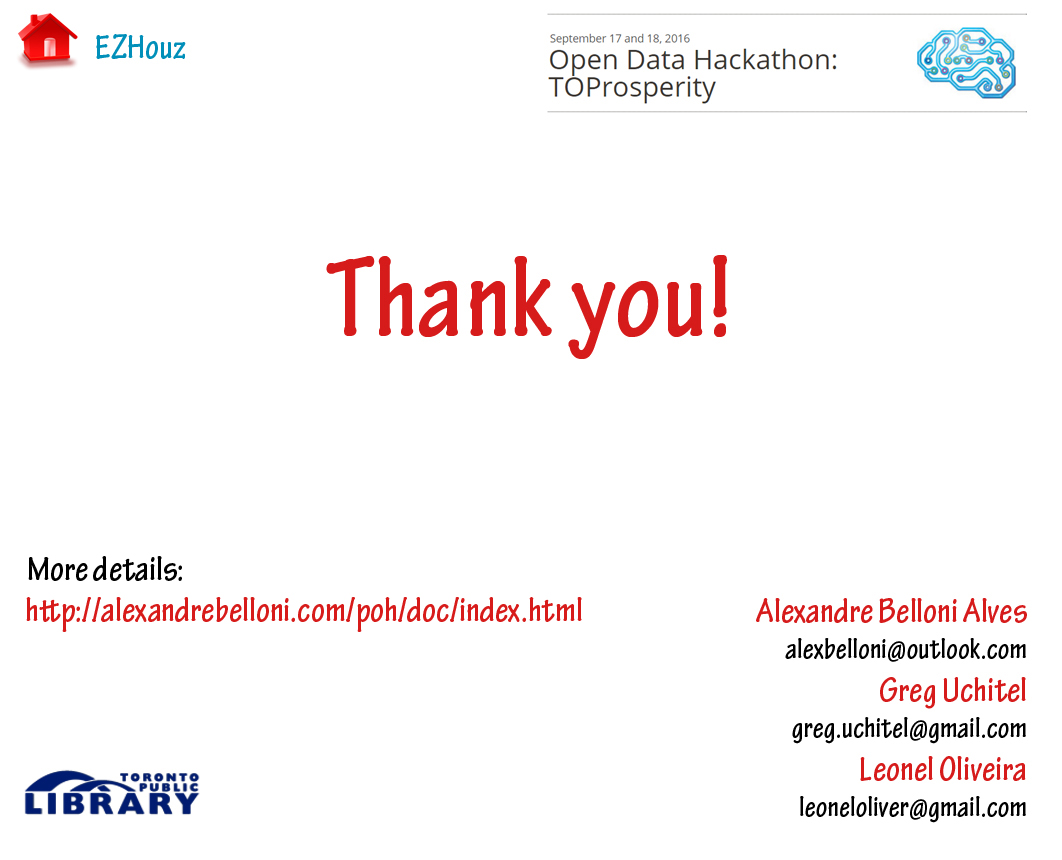 EZHouz
September 17 and 18, 2016
Open Data Hackathon:
TOProsperity
Thank you!
More details:
http://alexandrebelloni.com/poh/doc/index.html
Alexandre Belloni Alves
alexbelloni@outlook.com
Greg Uchitel
greg.uchitel@gmail.com
Leonel Oliveira
leoneloliver@gmail.com
TORONTO
PUBLIC
LIBRARY